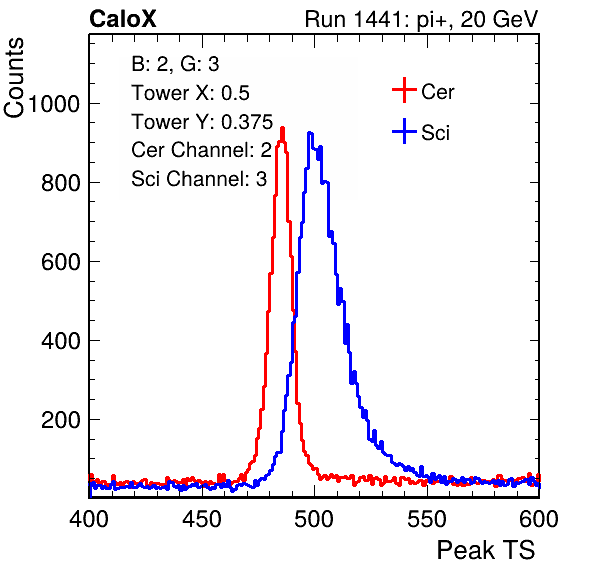 CaloX Run 1441: pi+, 20 GeV
Counts
B: 2, G: 3
Tower X: 0.5
Tower Y: 0.375
Cer Channel: 2
Sci Channel: 3
Cer
Sci
1000
800
600
400
200
400 450 500 550 600
Peak TS